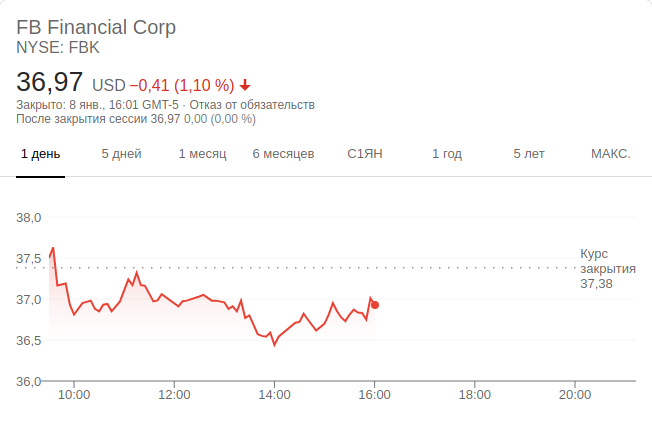 FB Financial Corp
NYSE: FBK
36,97 USD −0,41 (1,10 %)
Закрыто: 8 янв., 16:01 GMT-5 · Отказ от обязательств
После закрытия сессии 36,97 0,00 (0,00 %)
1 день 5 дней 1 месяц 6 месяцев С1ЯН 1 год 5 лет МАКС.
38,0
37,5
37,0
36,5
36,0
Курс
закрытия
37,38
10:00 12:00 14:00 16:00 18:00 20:00